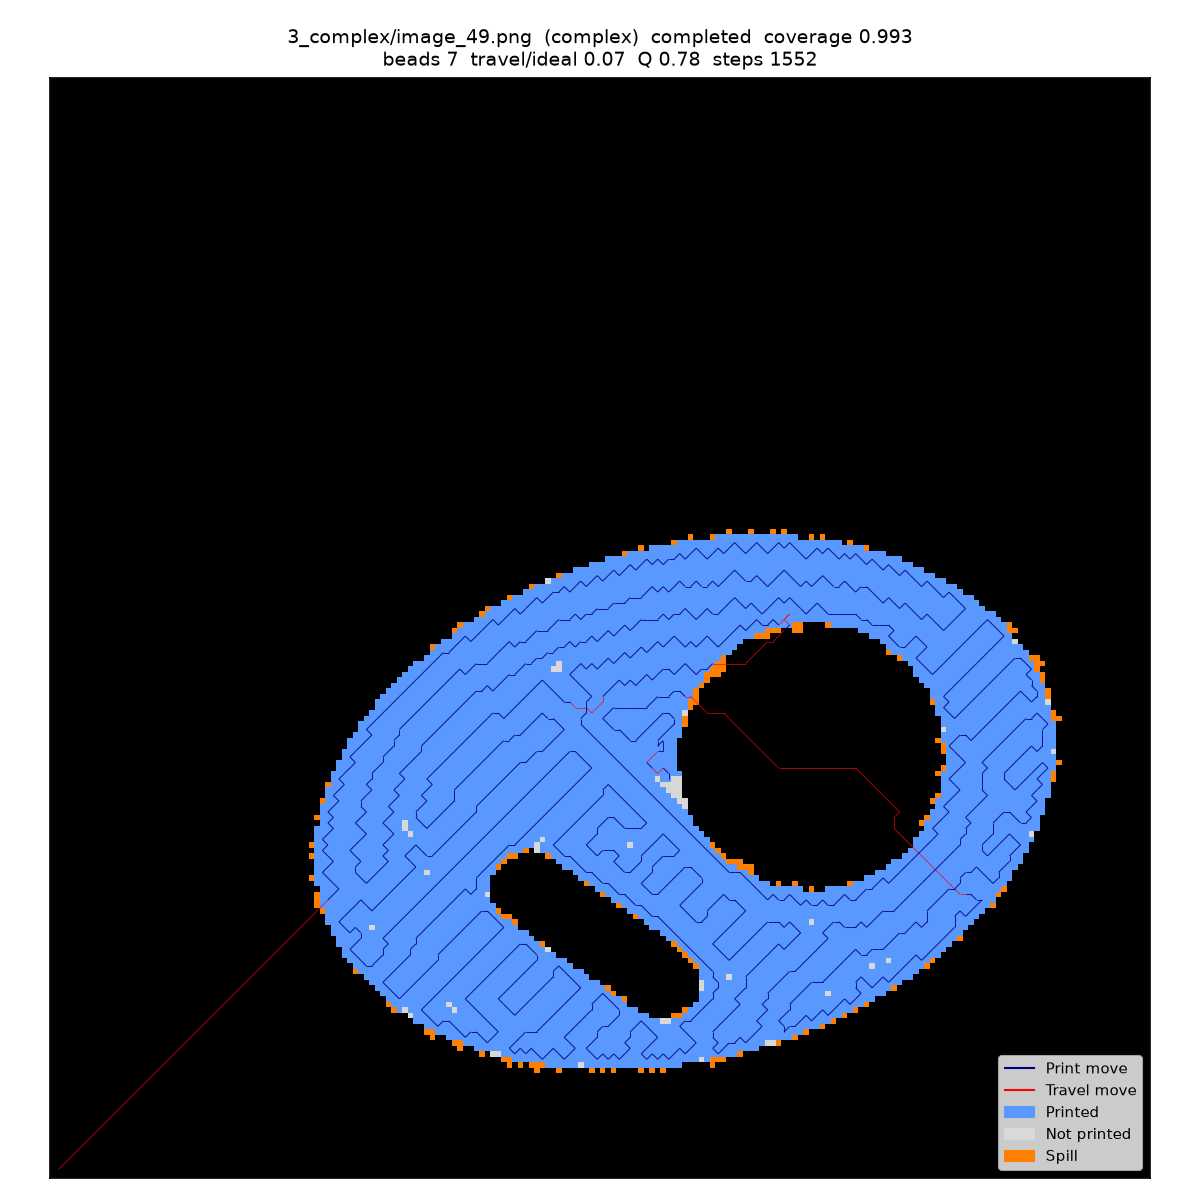 3_complex/image_49.png  (complex)  completed  coverage 0.993
beads 7  travel/ideal 0.07  Q 0.78  steps 1552
Print move
Travel move
Printed
Not printed
Spill